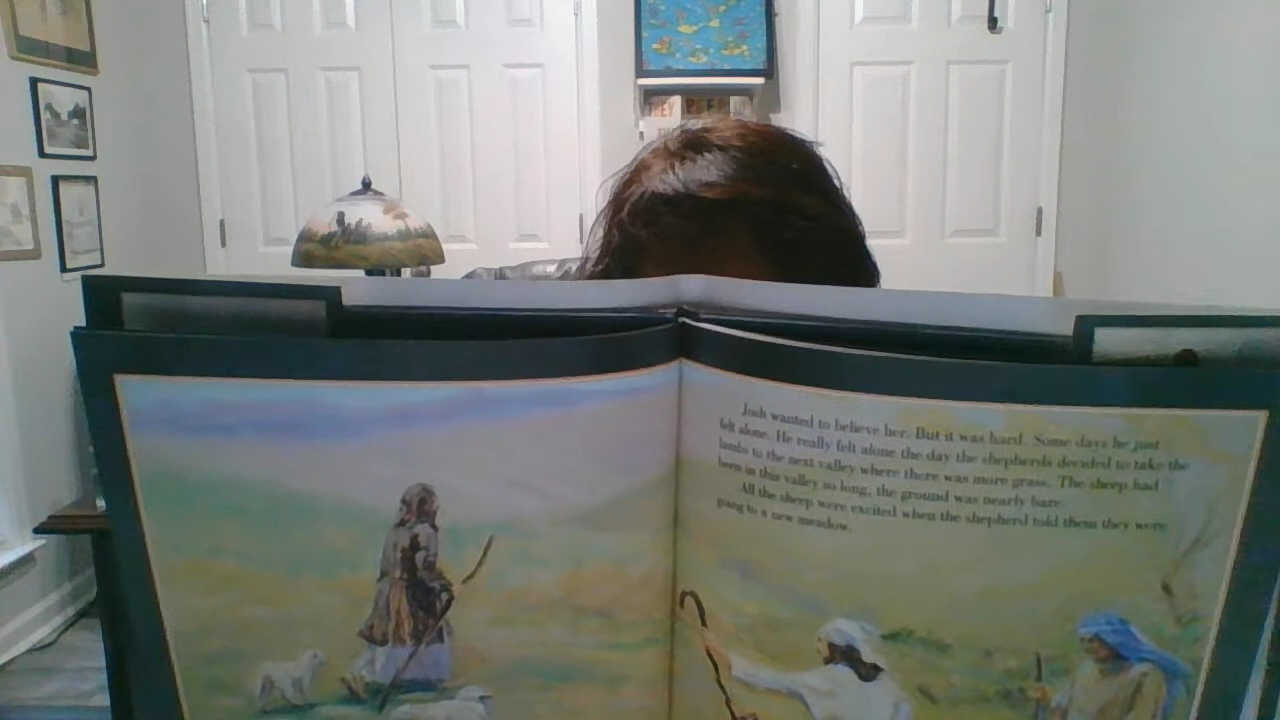 Josh wanted to believe her. But it was hard. Some days he just
felt alone. He really felt alone the day the shepherds decided to take the
lambs to the next valley where there was more grass. The sheep had
been in this valley so long, the ground was nearly bare.
All the sheep were excited when the shepherd told them they were
going to a new meadow.